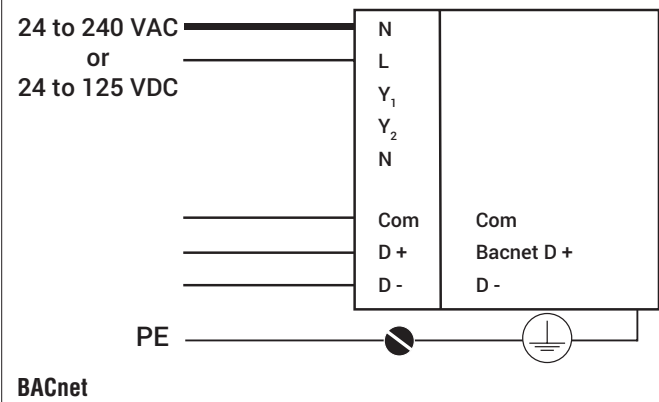 24 to 240 VAC
or
24 to 125 VDC
N
L
Y1
Y2
N
Com Com
D + Bacnet D +
D - D -
PE
BACnet